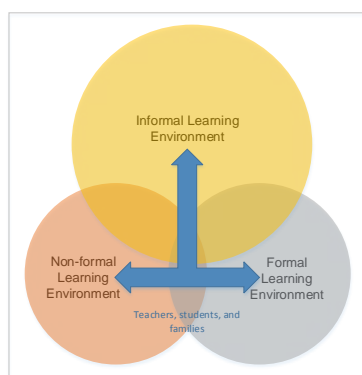 Informal Learning
Environment
Non-formal
Learning
Environment
Formal
Learning
Environment
Teachers, students, and
families